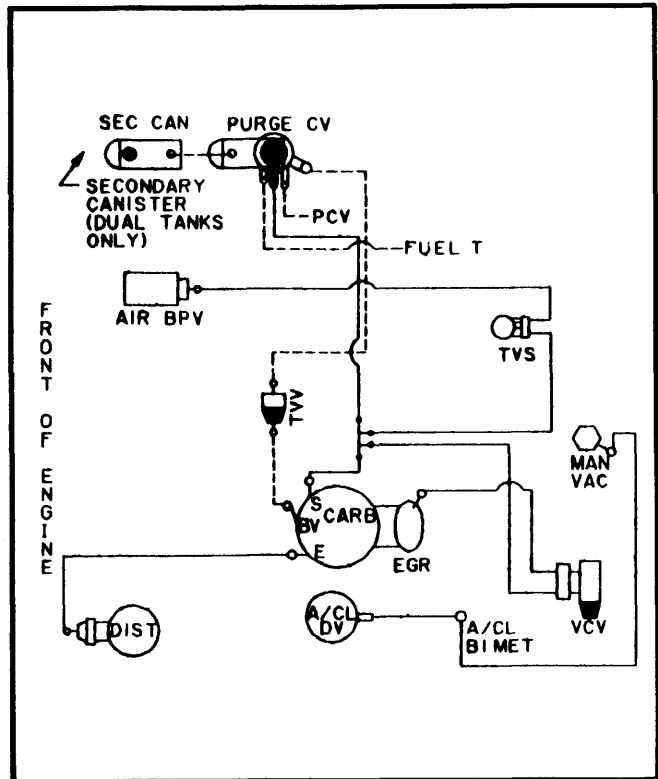 SEC CAN
PURGE CV
SECONDARY
CANISTER
(DUAL TANKS
ONLY)
PCV
FUEL T
AIR BPV
TVS
FRONT OF ENGINE
TVV
MAN
VAC
S
CARB
BV
E
EGR
DIST
A/CL
DV
A/CL
BIMET
VCV